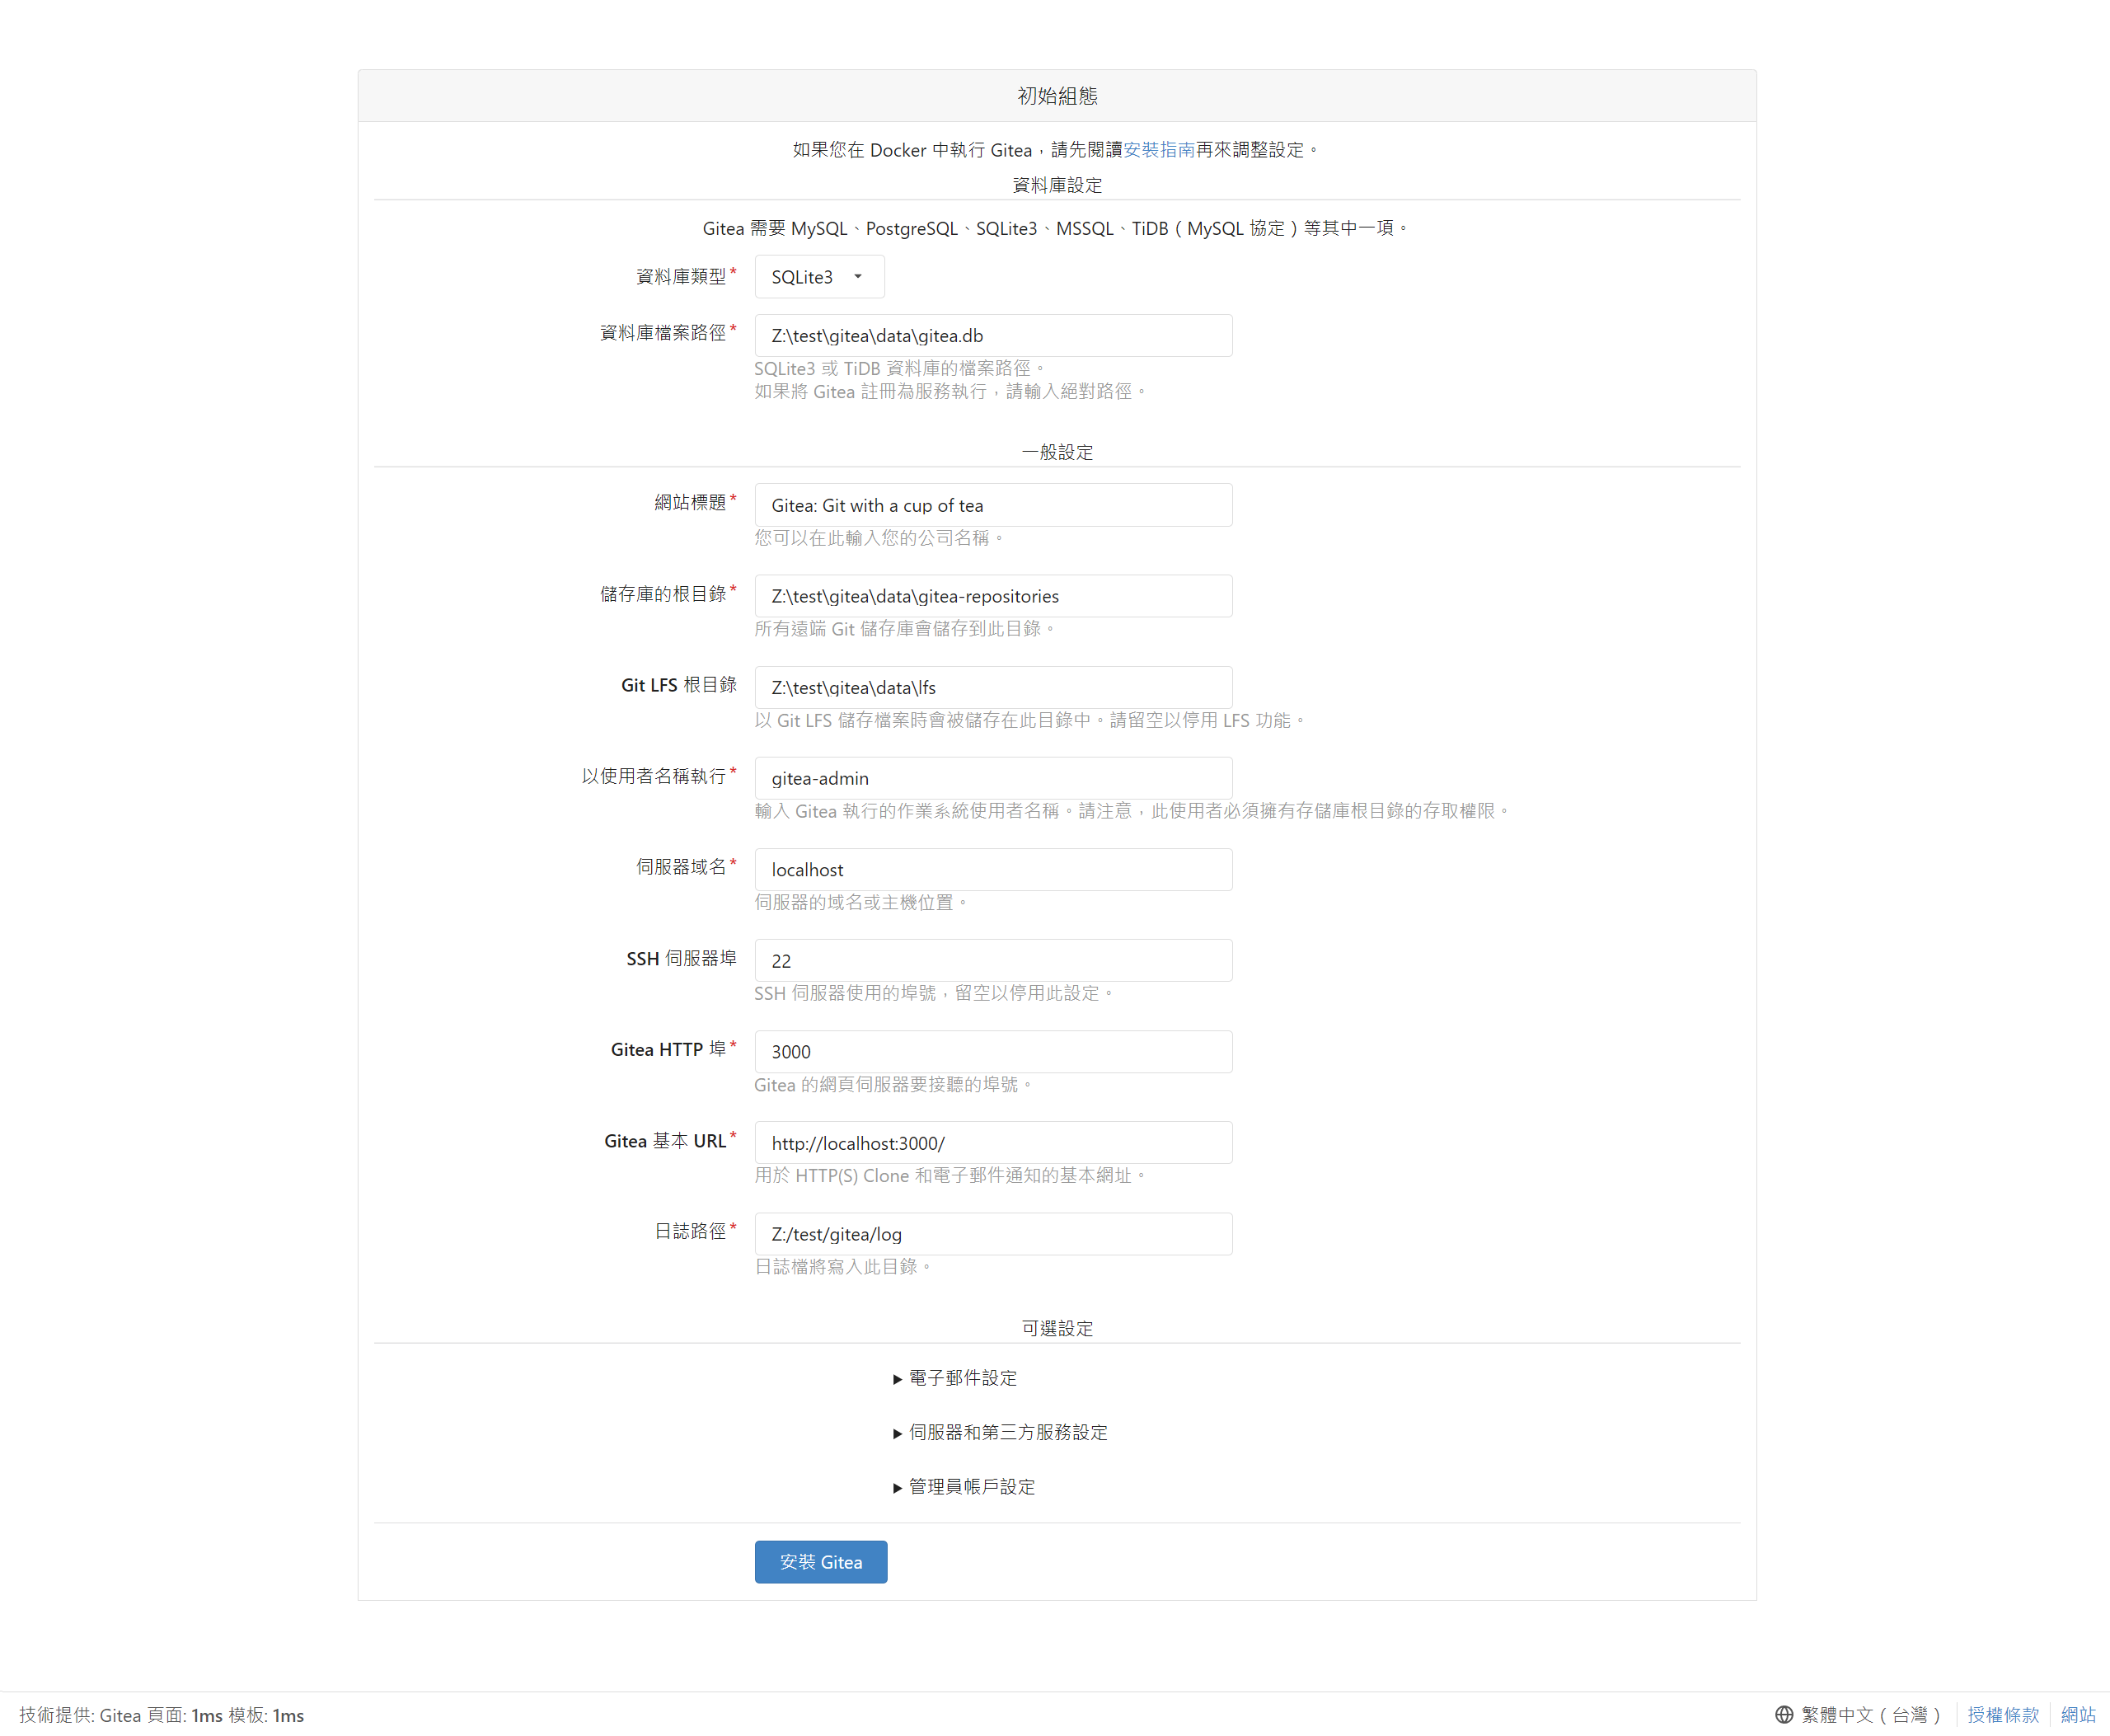 初始組態
如果您在 Docker 中執行 Gitea，請先閱讀安裝指南再來調整設定。
資料庫設定
Gitea 需要 MySQL、PostgreSQL、SQLite3、MSSQL、TiDB（MySQL 協定）等其中一項。
資料庫類型* SQLite3
資料庫檔案路徑* Z:\test\gitea\data\gitea.db
SQLite3 或 TiDB 資料庫的檔案路徑。
如果將 Gitea 註冊為服務執行，請輸入絕對路徑。
一般設定
網站標題* Gitea: Git with a cup of tea
您可以在此輸入您的公司名稱。
儲存庫的根目錄* Z:\test\gitea\data\gitea-repositories
所有遠端 Git 儲存庫會儲存到此目錄。
Git LFS 根目錄 Z:\test\gitea\data\lfs
以 Git LFS 儲存檔案時會被儲存在此目錄中。請留空以停用 LFS 功能。
以使用者名稱執行* gitea-admin
輸入 Gitea 執行的作業系統使用者名稱。請注意，此使用者必須擁有存儲庫根目錄的存取權限。
伺服器域名* localhost
伺服器的域名或主機位置。
SSH 伺服器埠 22
SSH 伺服器使用的埠號，留空以停用此設定。
Gitea HTTP 埠* 3000
Gitea 的網頁伺服器要接聽的埠號。
Gitea 基本 URL* http://localhost:3000/
用於 HTTP(S) Clone 和電子郵件通知的基本網址。
日誌路徑* Z:/test/gitea/log
日誌檔將寫入此目錄。
可選設定
▶ 電子郵件設定
▶ 伺服器和第三方服務設定
▶ 管理員帳戶設定
安裝 Gitea
技術提供: Gitea 頁面: 1ms 模板: 1ms 繁體中文（台灣） 授權條款 網站